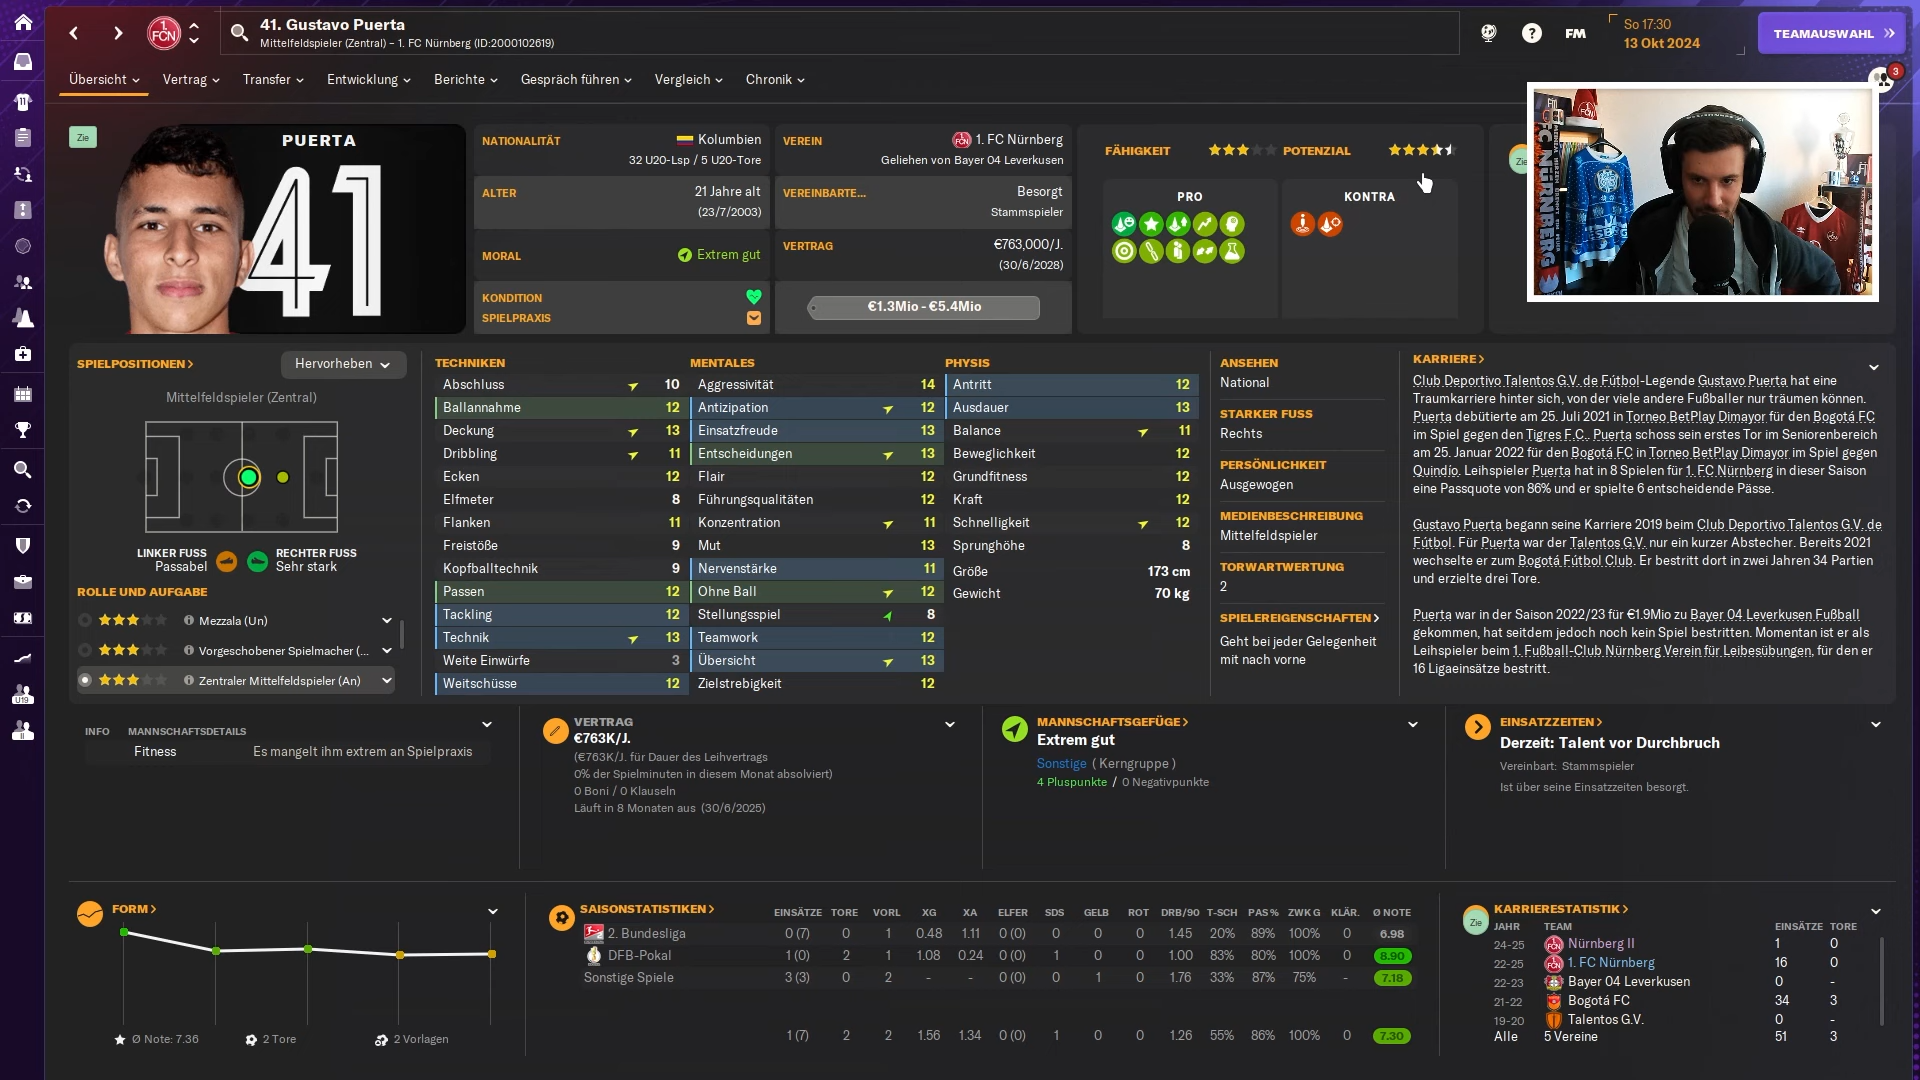 41. Gustavo Puerta
Mittelfeldspieler (Zentral) – 1. FC Nürnberg (ID:2000102619)
FM
So 17:30
13 Okt 2024
TEAMAUSWAHL
3
Übersicht
Vertrag
Transfer
Entwicklung
Berichte
Gespräch führen
Vergleich
Chronik
Zie
PUERTA
41
NATIONALITÄT
Kolumbien
32 U20-Lsp / 5 U20-Tore
ALTER
21 Jahre alt
(23/7/2003)
MORAL
Extrem gut
KONDITION
SPIELPRAXIS
VEREIN
1. FC Nürnberg
Geliehen von Bayer 04 Leverkusen
VEREINBARTE...
Besorgt
Stammspieler
VERTRAG
€763,000/J.
(30/6/2028)
€1.3Mio - €5.4Mio
FÄHIGKEIT
POTENZIAL
PRO
KONTRA
FC NÜRNBERG
SPIELPOSITIONEN
Hervorheben
Mittelfeldspieler (Zentral)
LINKER FUSS
Passabel
RECHTER FUSS
Sehr stark
ROLLE UND AUFGABE
Mezzala (Un)
Vorgeschobener Spielmacher (...
Zentraler Mittelfeldspieler (An)
TECHNIKEN
Abschluss 10
Ballannahme 12
Deckung 13
Dribbling 11
Ecken 12
Elfmeter 8
Flanken 11
Freistöße 9
Kopfballtechnik 9
Passen 12
Tackling 12
Technik 13
Weite Einwürfe 3
Weitschüsse 12
MENTALES
Aggressivität 14
Antizipation 12
Einsatzfreude 13
Entscheidungen 13
Flair 12
Führungsqualitäten 12
Konzentration 11
Mut 13
Nervenstärke 11
Ohne Ball 12
Stellungsspiel 8
Teamwork 12
Übersicht 13
Zielstrebigkeit 12
PHYSIS
Antritt 12
Ausdauer 13
Balance 11
Beweglichkeit 12
Grundfitness 12
Kraft 12
Schnelligkeit 12
Sprunghöhe 8
Größe 173 cm
Gewicht 70 kg
ANSEHEN
National
STARKER FUSS
Rechts
PERSÖNLICHKEIT
Ausgewogen
MEDIENBESCHREIBUNG
Mittelfeldspieler
TORWARTWERTUNG
2
SPIELEREIGENSCHAFTEN
Geht bei jeder Gelegenheit
mit nach vorne
KARRIERE
Club Deportivo Talentos G.V. de Fútbol-Legende Gustavo Puerta hat eine
Traumkarriere hinter sich, von der viele andere Fußballer nur träumen können.
Puerta debütierte am 25. Juli 2021 in Torneo BetPlay Dimayor für den Bogotá FC
im Spiel gegen den Tigres F.C.. Puerta schoss sein erstes Tor im Seniorenbereich
am 25. Januar 2022 für den Bogotá FC in Torneo BetPlay Dimayor im Spiel gegen
Quindío. Leihspieler Puerta hat in 8 Spielen für 1. FC Nürnberg in dieser Saison
eine Passquote von 86% und er spielte 6 entscheidende Pässe.
Gustavo Puerta begann seine Karriere 2019 beim Club Deportivo Talentos G.V. de
Fútbol. Für Puerta war der Talentos G.V. nur ein kurzer Abstecher. Bereits 2021
wechselte er zum Bogotá Fútbol Club. Er bestritt dort in zwei Jahren 34 Partien
und erzielte drei Tore.
Puerta war in der Saison 2022/23 für €1.9Mio zu Bayer 04 Leverkusen Fußball
gekommen, hat seitdem jedoch noch kein Spiel bestritten. Momentan ist er als
Leihspieler beim 1. Fußball-Club Nürnberg Verein für Leibesübungen, für den er
16 Ligaeinsätze bestritt.
INFO MANNSCHAFTSDETAILS
Fitness Es mangelt ihm extrem an Spielpraxis
VERTRAG
€763K/J.
(€763K/J. für Dauer des Leihvertrags
0% der Spielminuten in diesem Monat absolviert)
0 Boni / 0 Klauseln
Läuft in 8 Monaten aus (30/6/2025)
MANNSCHAFTSGEFÜGE
Extrem gut
Sonstige ( Kerngruppe )
4 Pluspunkte / 0 Negativpunkte
EINSATZZEITEN
Derzeit: Talent vor Durchbruch
Vereinbart: Stammspieler
Ist über seine Einsatzzeiten besorgt.
FORM
Ø Note: 7.36
2 Tore
2 Vorlagen
SAISONSTATISTIKEN EINSÄTZE TORE VORL XG XA ELFER SDS GELB ROT DRB/90 T-SCH PAS % ZWK G KLÄR. Ø NOTE
2. Bundesliga 0 (7) 0 1 0.48 1.11 0 (0) 0 0 0 1.45 20% 89% 100% 0 6.98
DFB-Pokal 1 (0) 2 1 1.08 0.24 0 (0) 1 0 0 1.00 83% 80% 100% 0 8.90
Sonstige Spiele 3 (3) 0 2 - - 0 (0) 0 1 0 1.76 33% 87% 75% - 7.18
1 (7) 2 2 1.56 1.34 0 (0) 1 0 0 1.26 55% 86% 100% 0 7.30
Zie
KARRIERESTATISTIK
JAHR TEAM EINSÄTZE TORE
24-25 Nürnberg II 1 0
22-25 1. FC Nürnberg 16 0
22-23 Bayer 04 Leverkusen 0 -
21-22 Bogotá FC 34 3
19-20 Talentos G.V. 0 -
Alle 5 Vereine 51 3